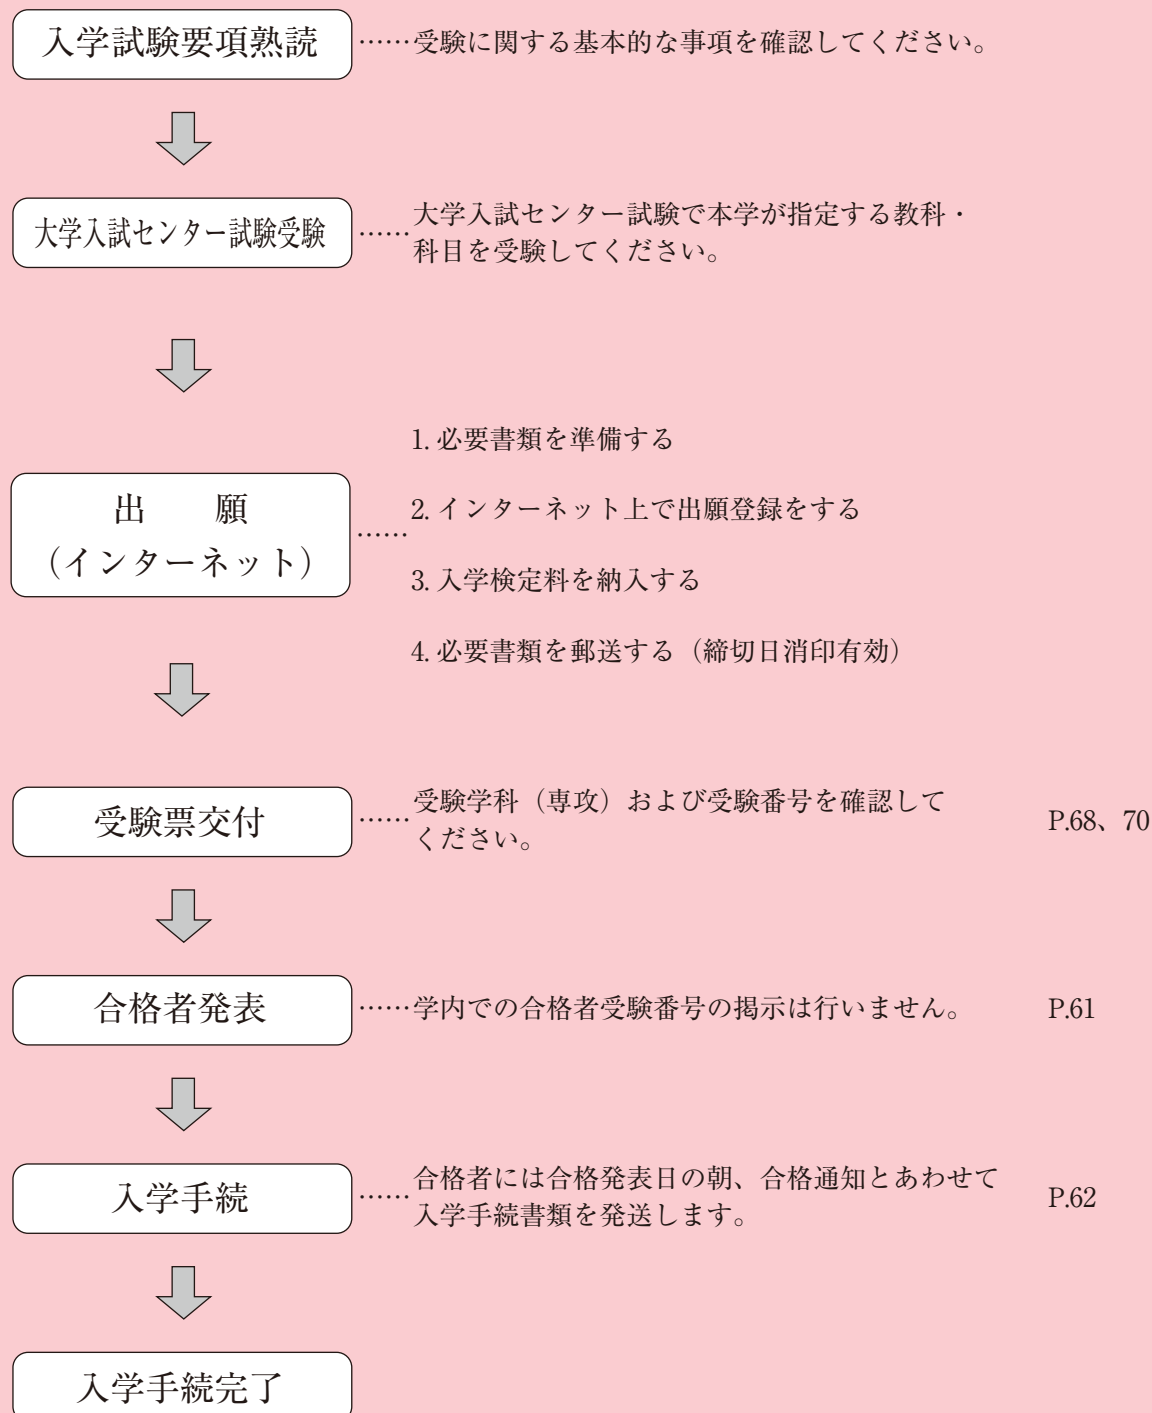 入学試験要項熟読 ……受験に関する基本的な事項を確認してください。
大学入試センター試験受験 ……大学入試センター試験で本学が指定する教科・
科目を受験してください。
1. 必要書類を準備する
出　願
（インターネット） ……
2. インターネット上で出願登録をする
3. 入学検定料を納入する
4. 必要書類を郵送する（締切日消印有効）
受験票交付 ……受験学科（専攻）および受験番号を確認して
ください。 P.68、70
合格者発表 ……学内での合格者受験番号の掲示は行いません。 P.61
入学手続 ……合格者には合格発表日の朝、合格通知とあわせて
入学手続書類を発送します。 P.62
入学手続完了